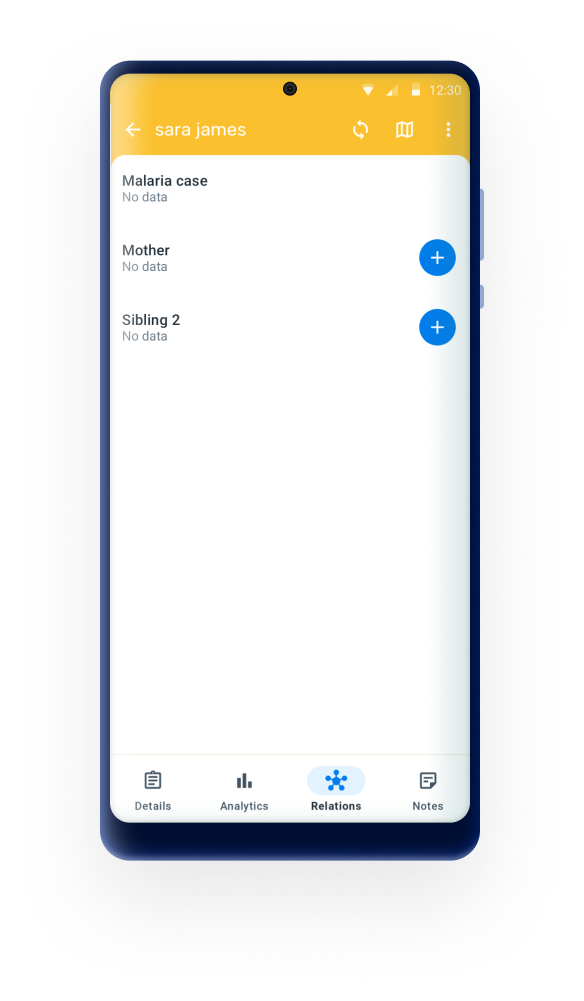 12:30
sara james
Malaria case
No data
Mother
No data
Sibling 2
No data
Details
Analytics
Relations
Notes